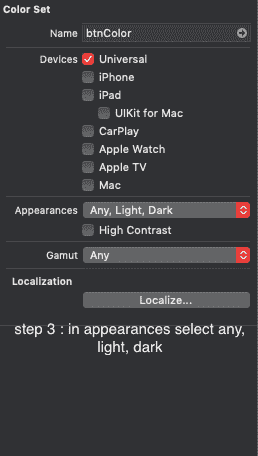 Color Set
Name btnColor
Devices Universal
iPhone
iPad
UIKit for Mac
CarPlay
Apple Watch
Apple TV
Mac
Appearances Any, Light, Dark
High Contrast
Gamut Any
Localization
Localize...
step 3 : in appearances select any,
light, dark